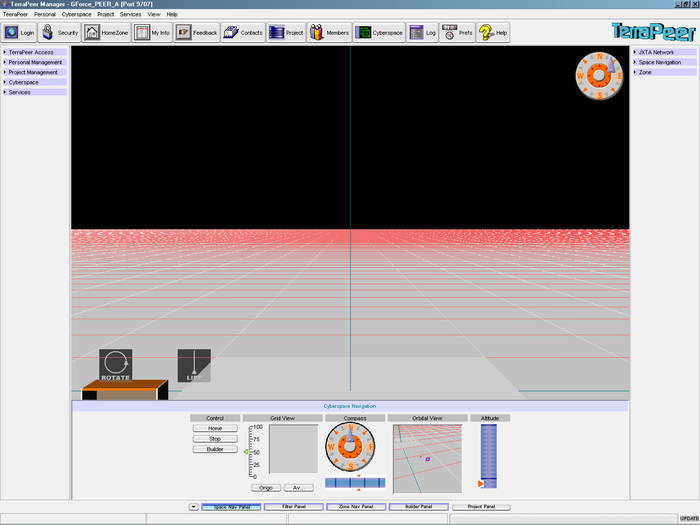 TerraPeer Manager - GForce_PEER_A [Port 9707]
TerraPeer Personal Cyberspace Project Services View Help
Login Security HomeZone My Info Feedback Contacts Project Members Cyberspace Log Prefs Help
TerraPeer
TerraPeer Access
Personal Management
Project Management
Cyberspace
Services
JXTA Network
Space Navigation
Zone
N
W E
S
ROTATE
Cyberspace Navigation
Control Grid View Compass Orbital View Altitude
Home
Stop
Builder
100
75
50
25
0
N
W E
S
Origo Av...
Space Nav Panel Filter Panel Zone Nav Panel Builder Panel Project Panel
UPDATE